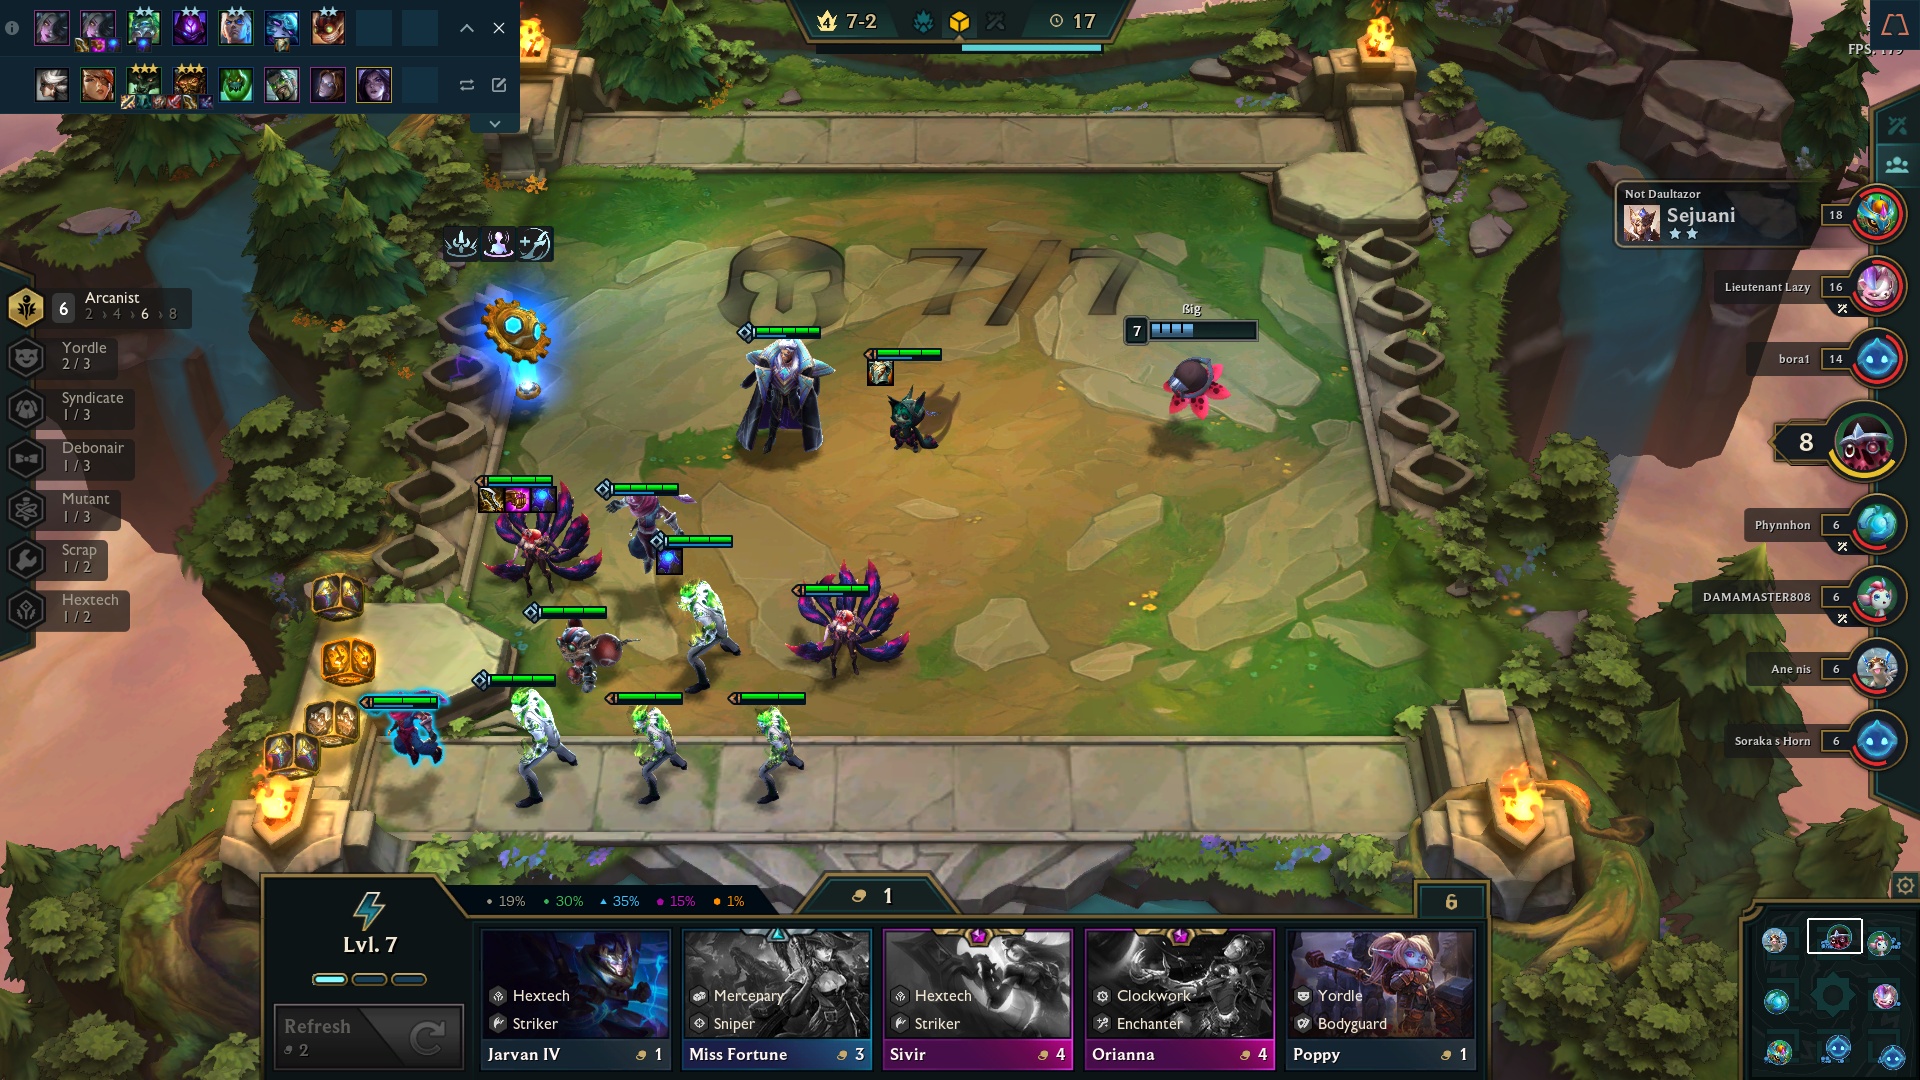 4 7-2 17
FPS:
7/7
ßig
7
6 Arcanist
2 › 4 › 6 › 8
Yordle
2 / 3
Syndicate
1 / 3
Debonair
1 / 3
Mutant
1 / 3
Scrap
1 / 2
Hextech
1 / 2
Not Daultazor
Sejuani
18
Lieutenant Lazy 16
bora1 14
8
Phynnhon 6
DAMAMASTER808 6
Ane nis 6
Soraka s Horn 6
19% 30% 35% 15% 1%
1
6
Lvl. 7
Refresh
2
Hextech
Striker
Jarvan IV 1
Mercenary
Sniper
Miss Fortune 3
Hextech
Striker
Sivir 4
Clockwork
Enchanter
Orianna 4
Yordle
Bodyguard
Poppy 1